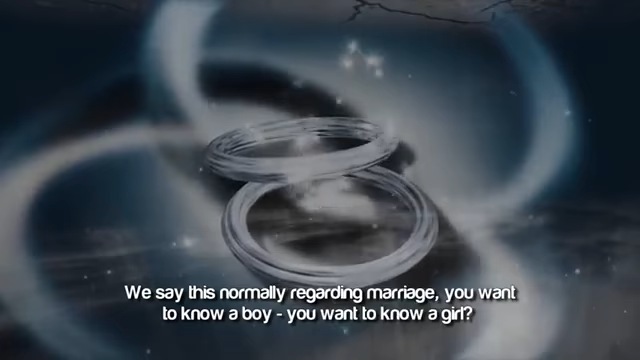 We say this normally regarding marriage, you want
to know a boy - you want to know a girl?